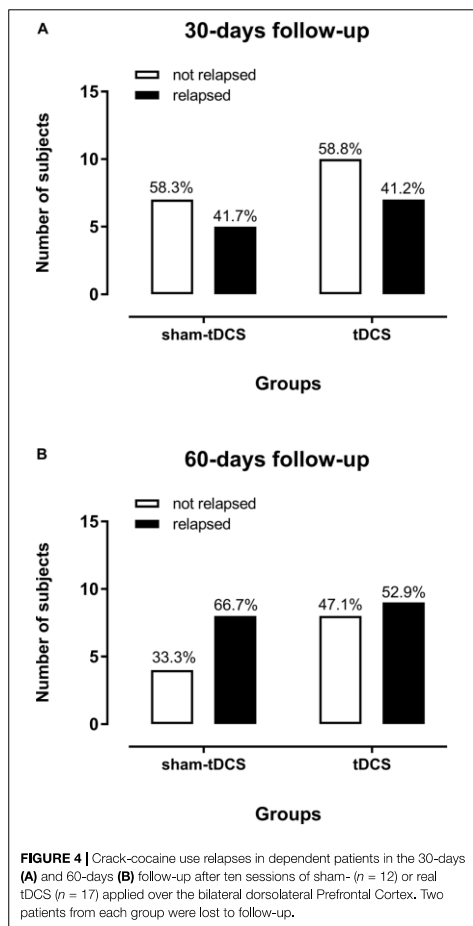 A
30-days follow-up
not relapsed
relapsed
Number of subjects
15
10
5
0
58.3%
41.7%
58.8%
41.2%
sham-tDCS
tDCS
Groups
B
60-days follow-up
not relapsed
relapsed
Number of subjects
15
10
5
0
33.3%
66.7%
47.1%
52.9%
sham-tDCS
tDCS
Groups
FIGURE 4 | Crack-cocaine use relapses in dependent patients in the 30-days
(A) and 60-days (B) follow-up after ten sessions of sham- (n = 12) or real
tDCS (n = 17) applied over the bilateral dorsolateral Prefrontal Cortex. Two
patients from each group were lost to follow-up.